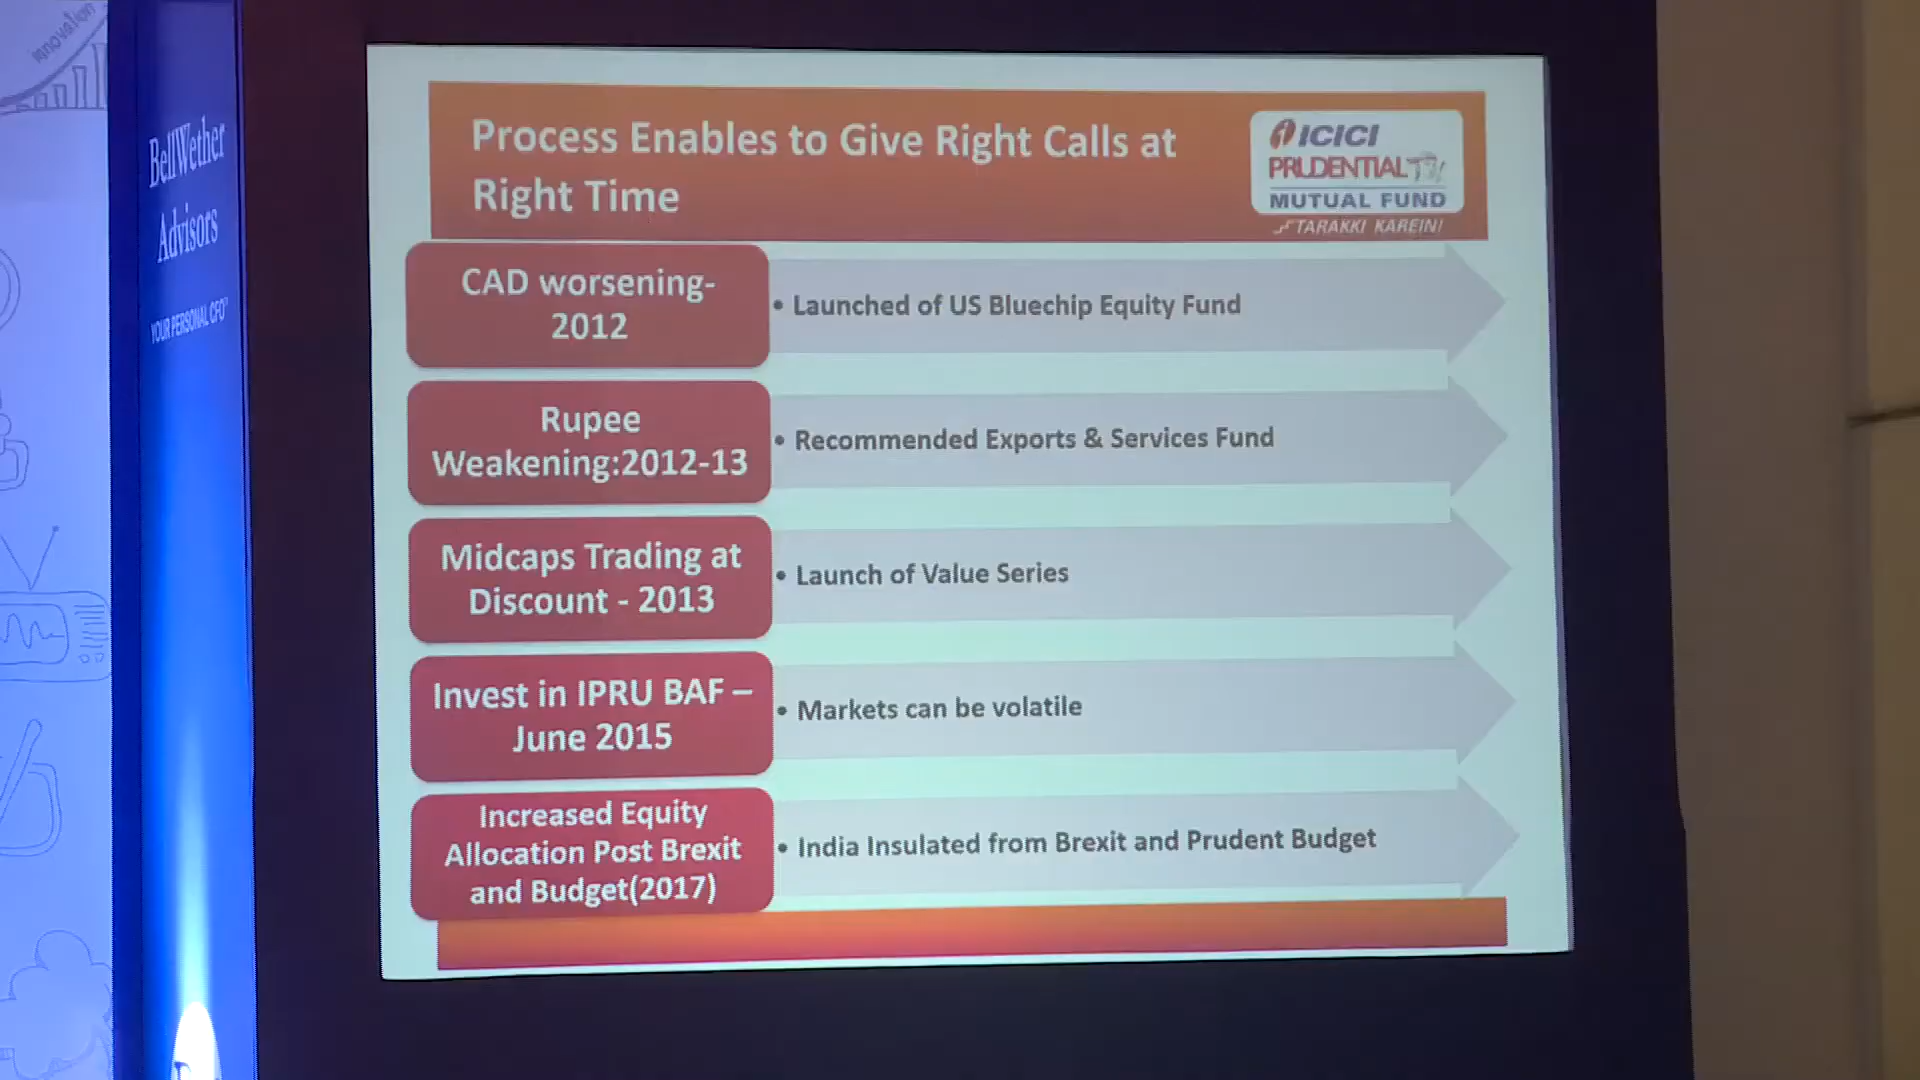 innovation
BellWether
Advisors
YOUR PERSONAL CFO"
Process Enables to Give Right Calls at
Right Time
ICICI
PRUDENTIAL
MUTUAL FUND
TARAKKI KAREIN!
CAD worsening-
2012
• Launched of US Bluechip Equity Fund
Rupee
Weakening:2012-13
• Recommended Exports & Services Fund
Midcaps Trading at
Discount - 2013
• Launch of Value Series
Invest in IPRU BAF –
June 2015
• Markets can be volatile
Increased Equity
Allocation Post Brexit
and Budget(2017)
• India Insulated from Brexit and Prudent Budget